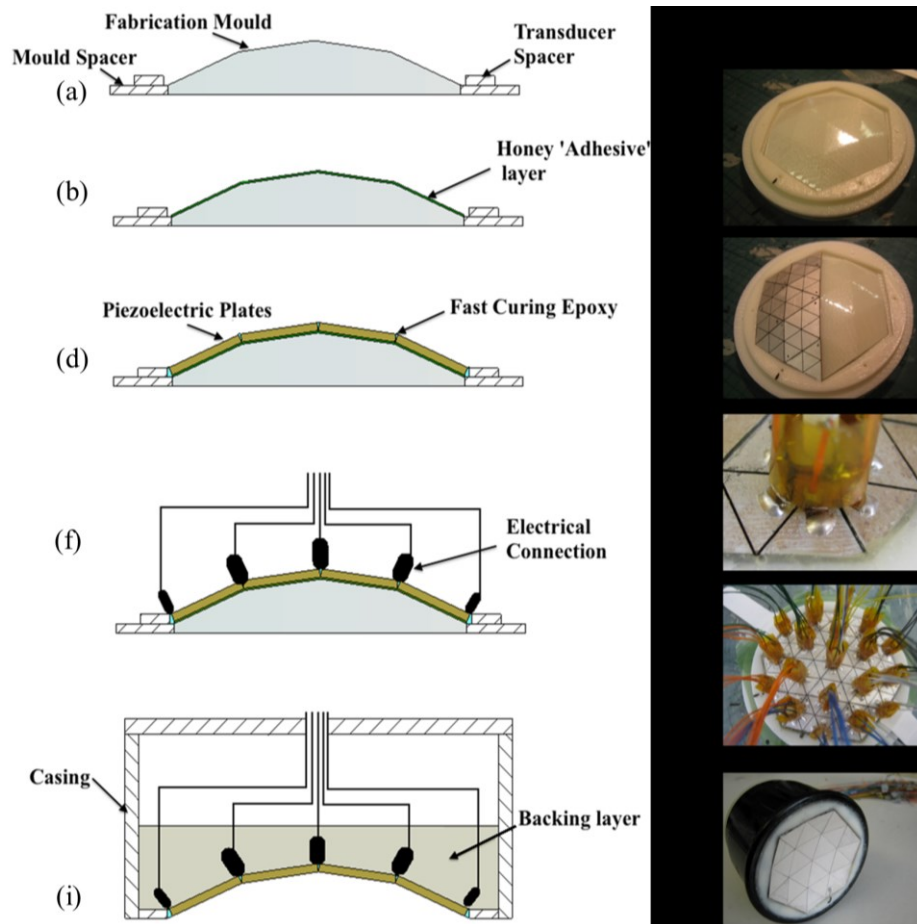 Fabrication Mould
Mould Spacer
Transducer
Spacer
(a)
Honey 'Adhesive'
layer
(b)
Piezoelectric Plates
Fast Curing Epoxy
(d)
Electrical
Connection
(f)
Casing
Backing layer
(i)